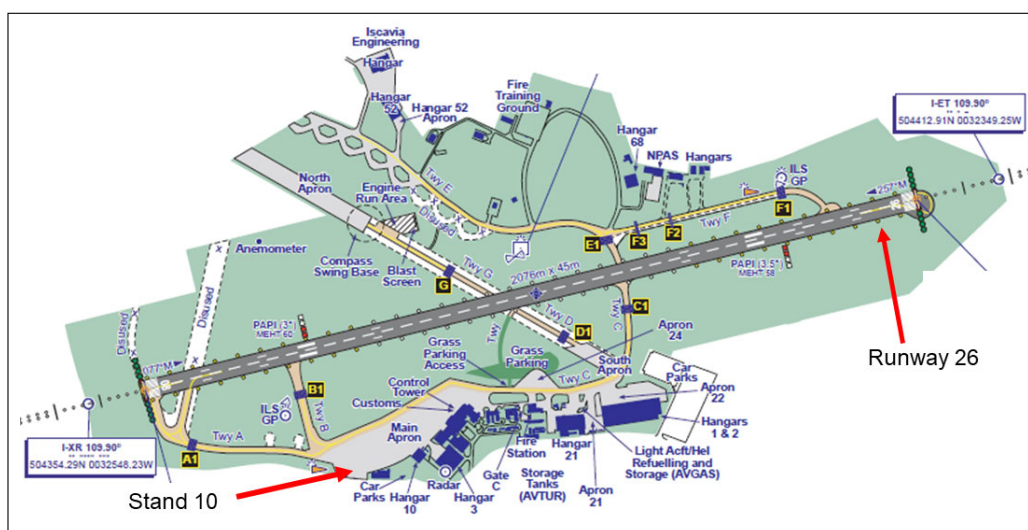 Iscavia
Engineering
Hangar
Hangar
52
Hangar 52
Apron
Fire
Training
Ground
Hangar
68
NPAS
Hangars
ILS
GP
I-ET 109.90°
504412.91N 0032349.25W
257°M
North
Apron
Engine
Run Area
Twy E
Disused
E1
F3
F2
F1
Twy F
Anemometer
Compass
Swing Base
Blast
Screen
G
Twy G
2076m x 45m
PAPI (3.5°)
MEHT 58
Disused
Disused
PAPI (3°)
MEHT 60
077°M
Twy
Twy D
D1
Twy C
C1
Apron
24
Runway 26
Grass
Parking
Access
Grass
Parking
South
Apron
Twy C
Car
Parks
Apron
22
Control
Tower
Customs
B1
ILS
GP
Twy B
Main
Apron
Hangars
1 & 2
I-XR 109.90°
504354.29N 0032548.23W
A1
Twy A
Fire
Station
Hangar
21
Light Acft/Hel
Refuelling and
Storage (AVGAS)
Stand 10
Car
Parks
Hangar
10
Radar
Hangar
3
Gate
C
Storage
Tanks
(AVTUR)
Apron
21